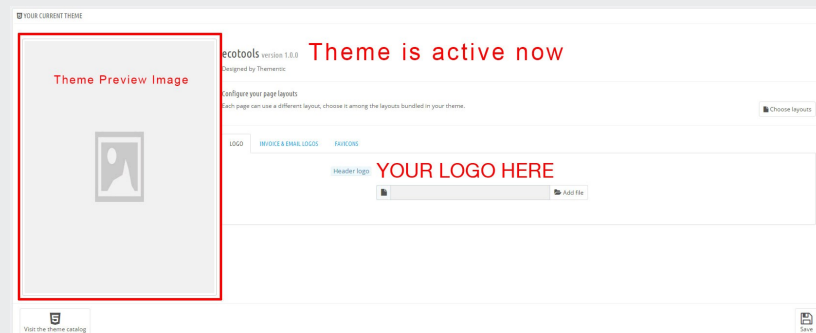 YOUR CURRENT THEME
Theme Preview Image
ecotools version 1.0.0 Theme is active now
Designed by Thementic
Configure your page layouts
Each page can use a different layout, choose it among the layouts bundled in your theme.
Choose layouts
LOGO INVOICE & EMAIL LOGOS FAVICONS
Header logo YOUR LOGO HERE
Add file
Visit the theme catalog
Save